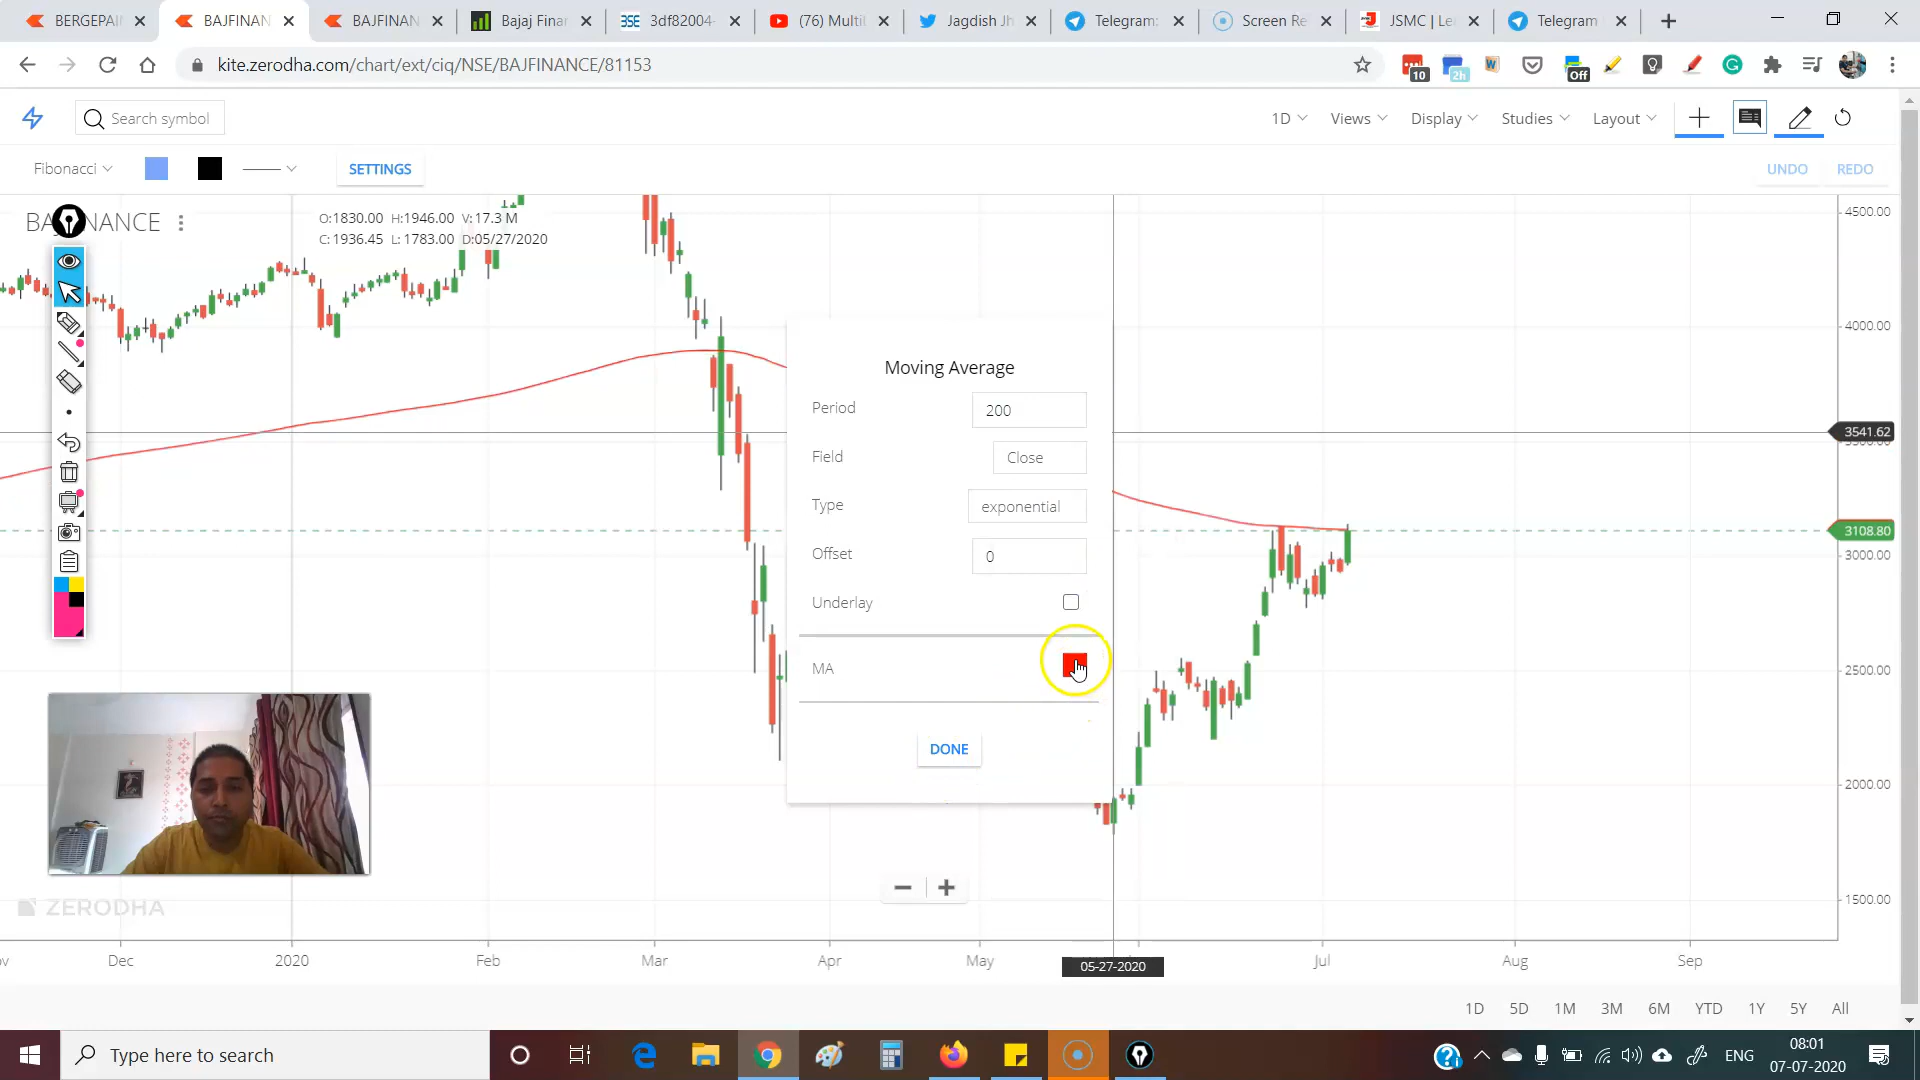 BERGEPAI
BAJFINAN
BAJFINAN
Bajaj Finar
3df82004-
(76) Multi
Jagdish Jh
Telegram:
Screen Re
JSMC | Le
Telegram
kite.zerodha.com/chart/ext/ciq/NSE/BAJFINANCE/81153
10
2h
Off
Search symbol
1D
Views
Display
Studies
Layout
Fibonacci
SETTINGS
UNDO
REDO
BAJFINANCE
O:1830.00 H:1946.00 V:17.3 M
C:1936.45 L:1783.00 D:05/27/2020
4500.00
4000.00
3541.62
3108.80
3000.00
2500.00
2000.00
1500.00
Moving Average
Period 200
Field Close
Type exponential
Offset 0
Underlay
MA
DONE
ZERODHA
Dec 2020 Feb Mar Apr May 05-27-2020 Jul Aug Sep
1D 5D 1M 3M 6M YTD 1Y 5Y All
Type here to search
ENG
08:01
07-07-2020